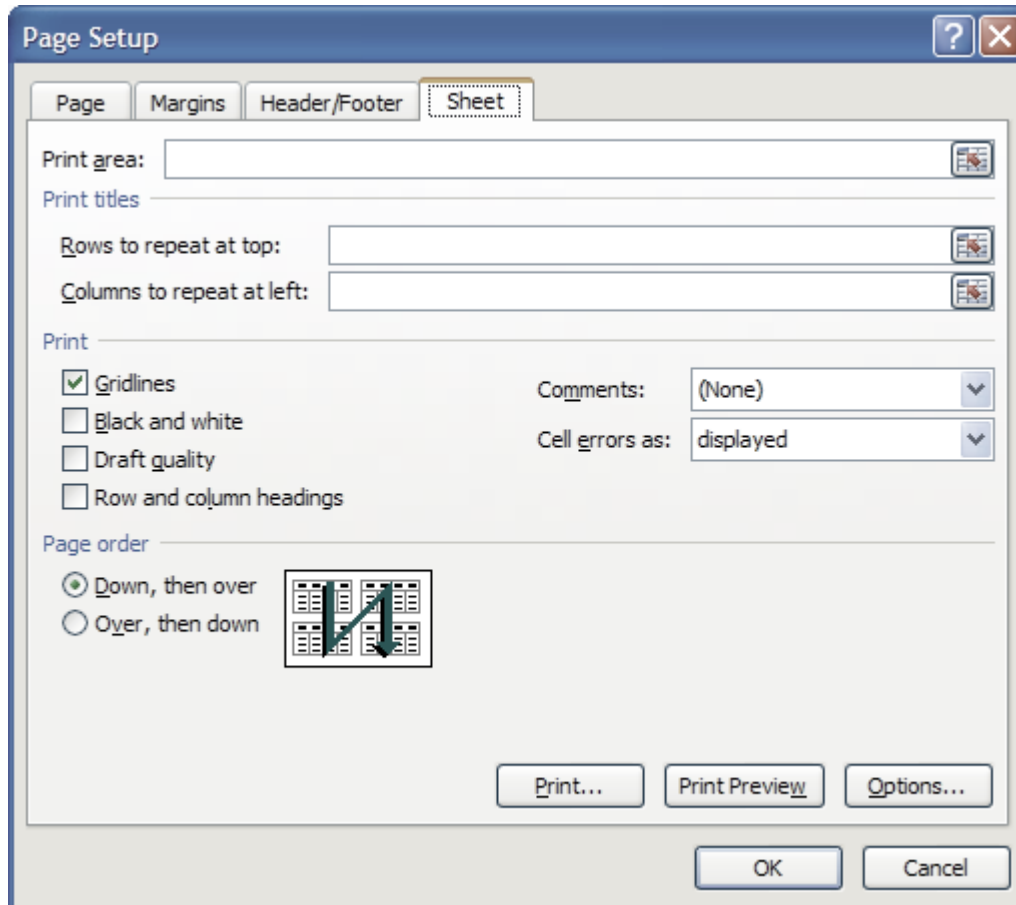 Page Setup
Page Margins Header/Footer Sheet
Print area:
Print titles
Rows to repeat at top:
Columns to repeat at left:
Print
Gridlines Comments: (None)
Black and white
Cell errors as: displayed
Draft quality
Row and column headings
Page order
Down, then over
Over, then down
Print... Print Preview Options...
OK Cancel